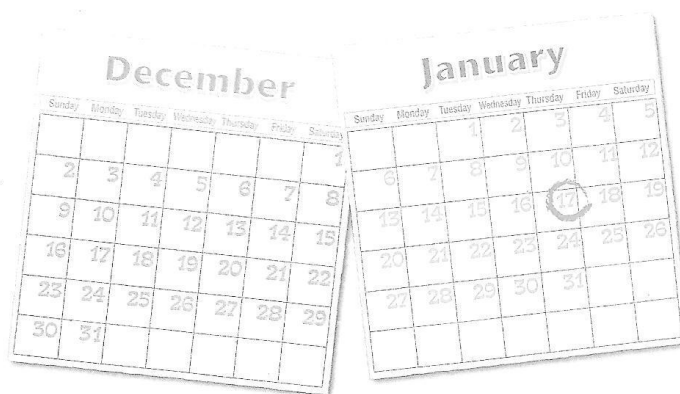 December
Sunday Monday Tuesday Wednesday Thursday Friday Saturday
1
2 3 4 5 6 7 8
9 10 11 12 13 14 15
16 17 18 19 20 21 22
23 24 25 26 27 28 29
30 31
January
Sunday Monday Tuesday Wednesday Thursday Friday Saturday
1 2 3 4 5
6 7 8 9 10 11 12
13 14 15 16 17 18 19
20 21 22 23 24 25 26
27 28 29 30 31